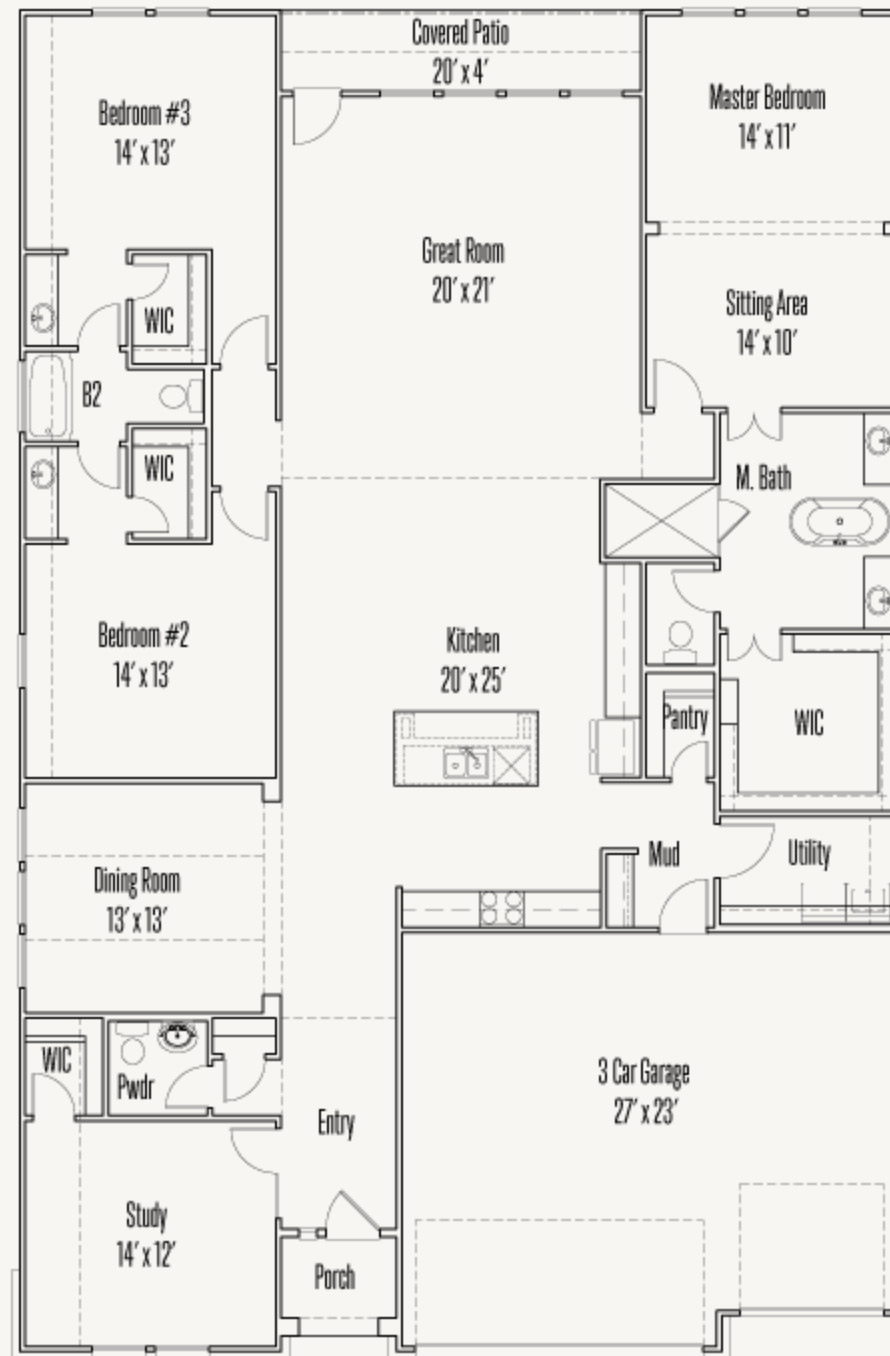 Covered Patio
20' x 4'
Bedroom #3
14' x 13'
Master Bedroom
14' x 11'
Great Room
20' x 21'
Sitting Area
14' x 10'
WIC
B2
WIC
M. Bath
Bedroom #2
14' x 13'
Kitchen
20' x 25'
Pantry
WIC
Dining Room
13' x 13'
Mud
Utility
WIC
Pwdr
3 Car Garage
27' x 23'
Entry
Study
14' x 12'
Porch